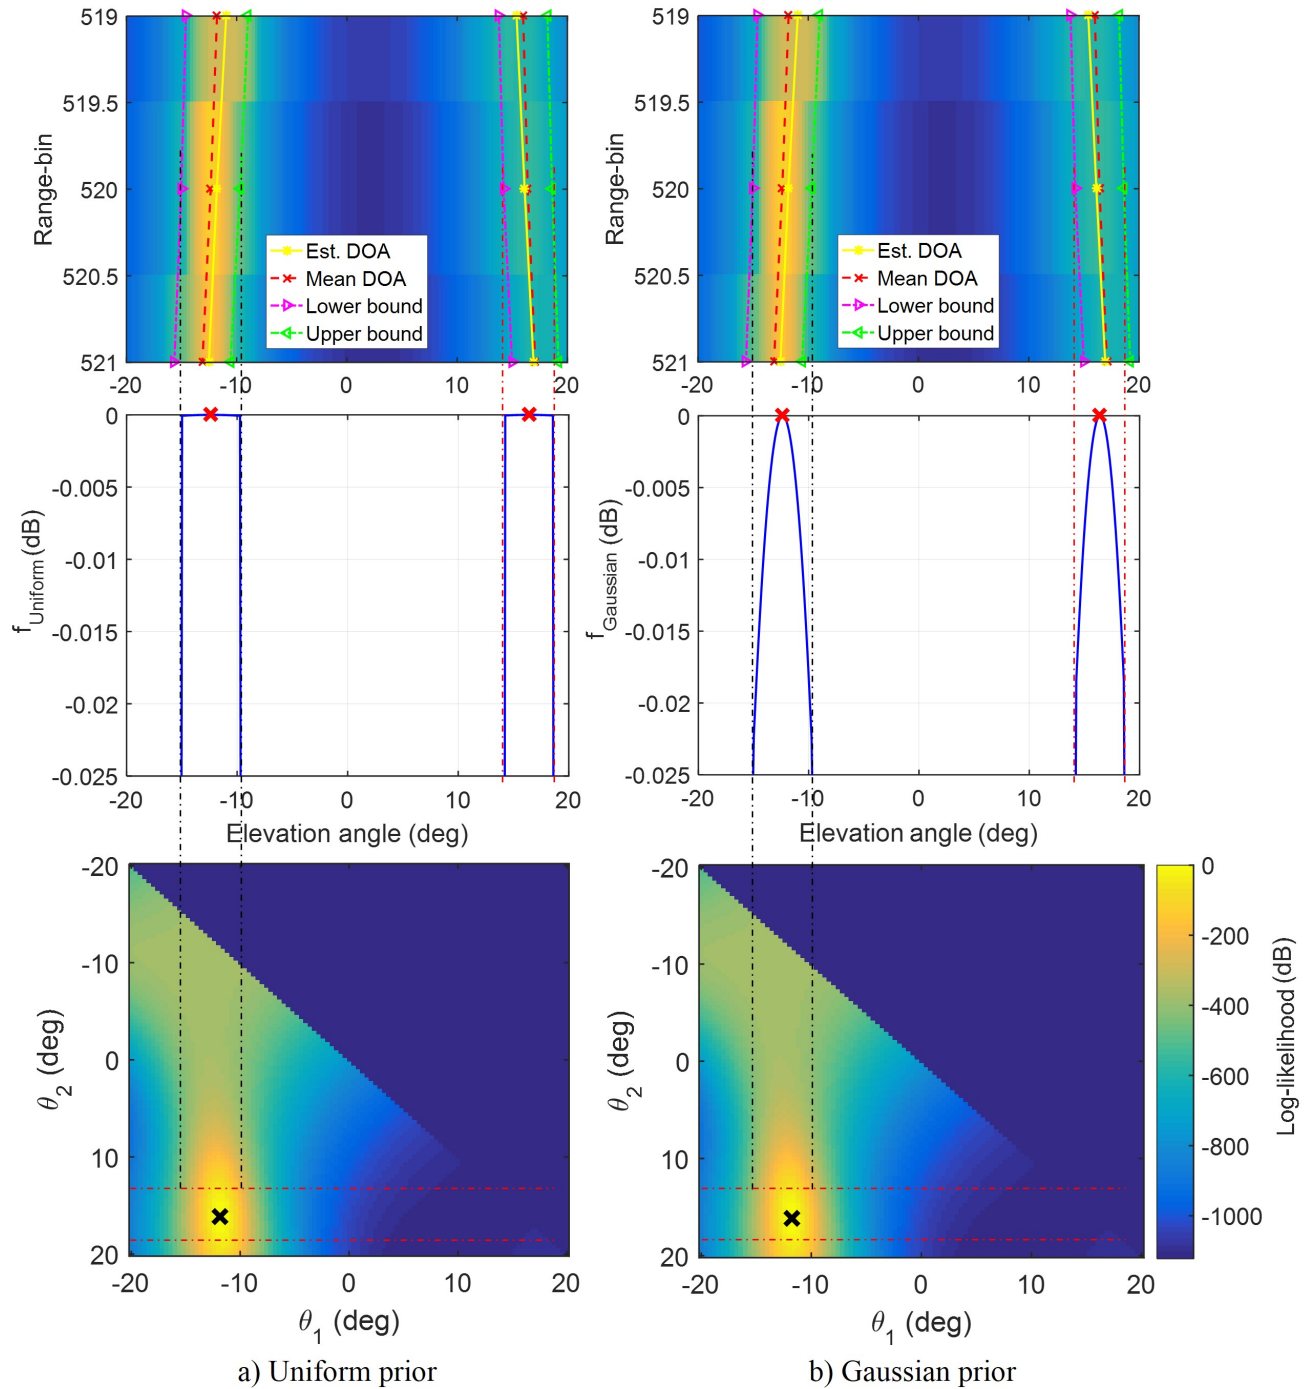 519
519.5
520
520.5
521
Range-bin
Est. DOA
Mean DOA
Lower bound
Upper bound
-20 -10 0 10 20
519
519.5
520
520.5
521
Range-bin
Est. DOA
Mean DOA
Lower bound
Upper bound
-20 -10 0 10 20
0
-0.005
-0.01
-0.015
-0.02
-0.025
f_Uniform (dB)
-20 -10 0 10 20
Elevation angle (deg)
0
-0.005
-0.01
-0.015
-0.02
-0.025
f_Gaussian (dB)
-20 -10 0 10 20
Elevation angle (deg)
-20
-10
0
10
20
θ_2 (deg)
-20 -10 0 10 20
θ_1 (deg)
-20
-10
0
10
20
θ_2 (deg)
-20 -10 0 10 20
θ_1 (deg)
0
-200
-400
-600
-800
-1000
Log-likelihood (dB)
a) Uniform prior
b) Gaussian prior